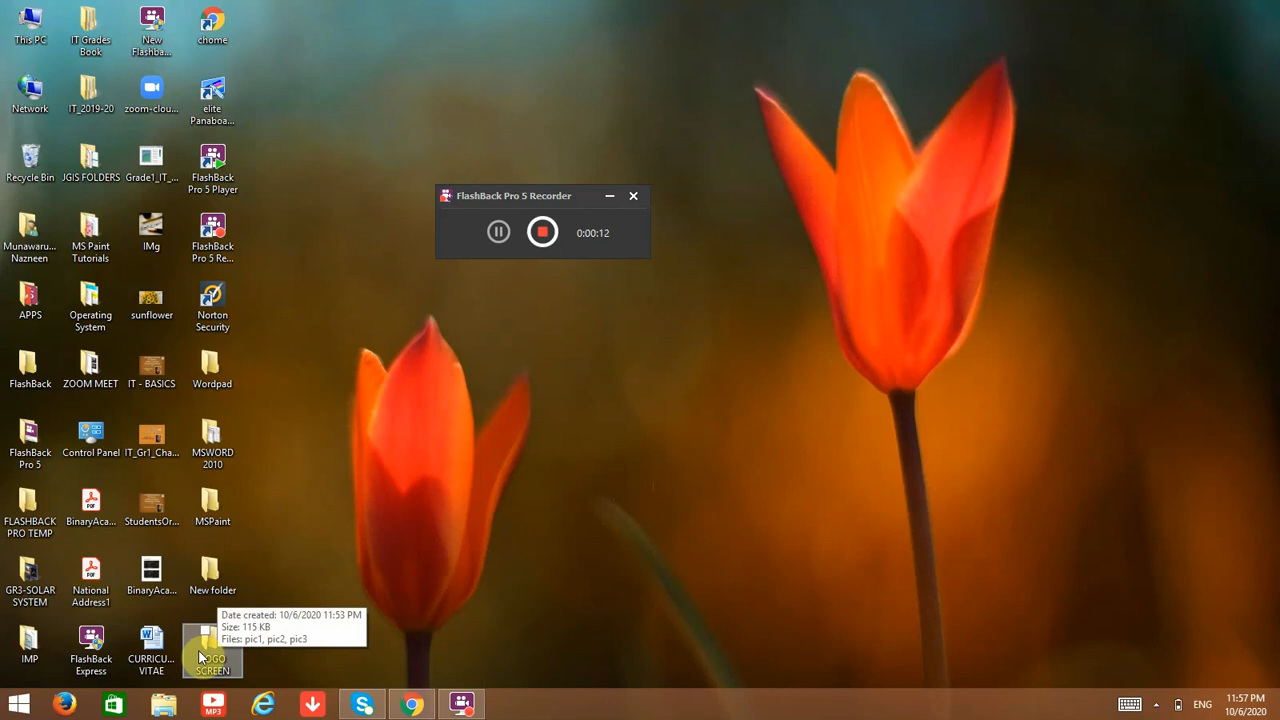 This PC
IT Grades
Book
New
Flashba...
chome
Network
IT_2019-20
zoom-clou...
elite
Panaboa...
Recycle Bin
JGIS FOLDERS
Grade1_IT_...
FlashBack
Pro 5 Player
Munawaru...
Nazneen
MS Paint
Tutorials
IMg
FlashBack
Pro 5 Re...
APPS
Operating
System
sunflower
Norton
Security
FlashBack
ZOOM MEET
IT - BASICS
Wordpad
FlashBack
Pro 5
Control Panel
IT_Gr1_Cha...
MSWORD
2010
FLASHBACK
PRO TEMP
BinaryAca...
StudentsOr...
MSPaint
GR3-SOLAR
SYSTEM
National
Address1
BinaryAca...
New folder
IMP
FlashBack
Express
CURRICU...
VITAE
LOGO
SCREEN
Date created: 10/6/2020 11:53 PM
Size: 115 KB
Files: pic1, pic2, pic3
FlashBack Pro 5 Recorder
0:00:12
MP3
ENG
11:57 PM
10/6/2020